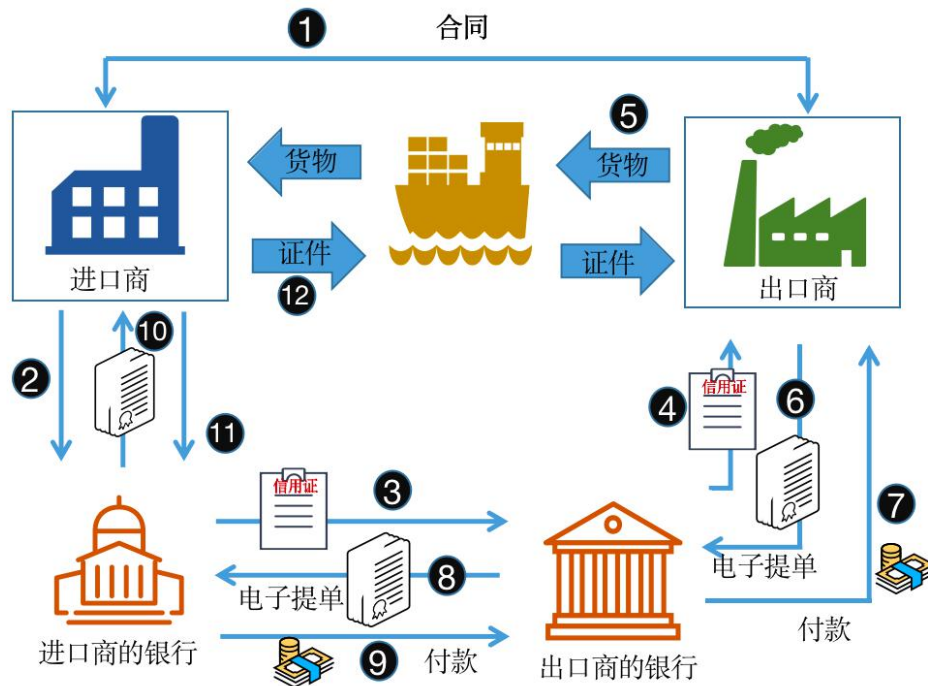 1
合同
5
货物
货物
进口商
证件
12
证件
出口商
10
2
11
信用证
4
6
信用证
3
7
电子提单
8
电子提单
进口商的银行
9
付款
出口商的银行
付款